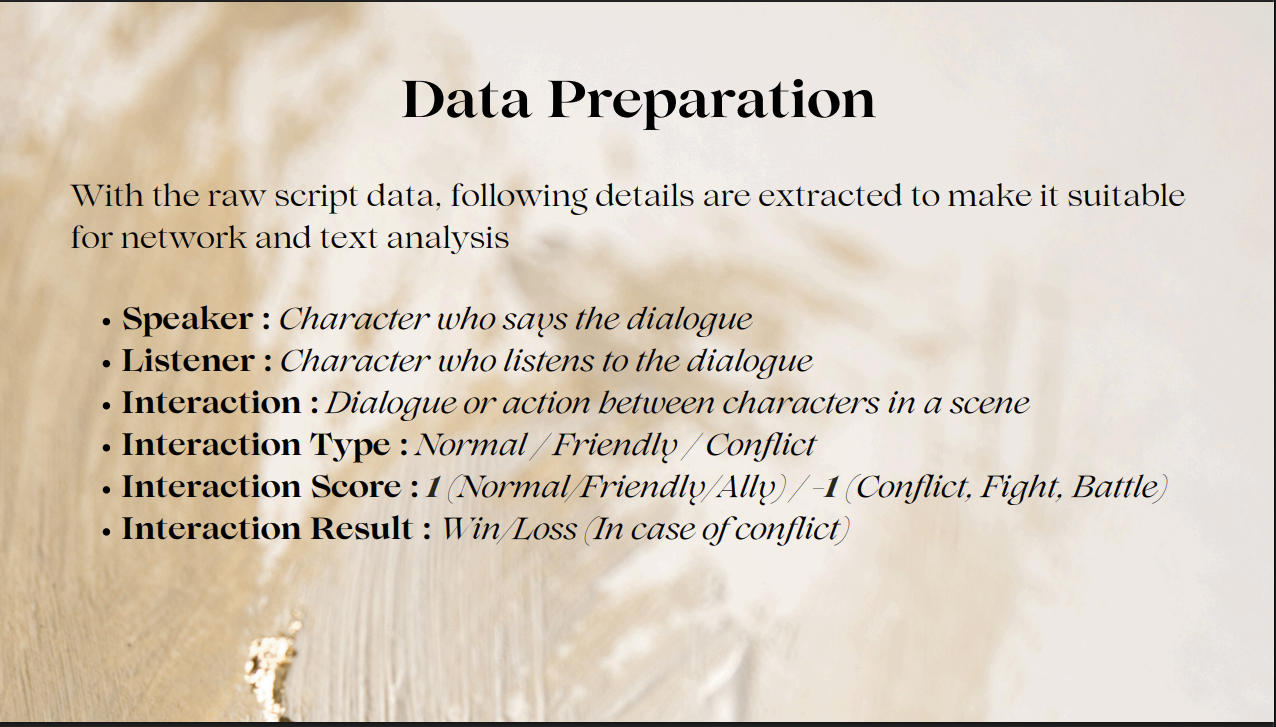 Data Preparation
With the raw script data, following details are extracted to make it suitable
for network and text analysis
• Speaker : Character who says the dialogue
• Listener : Character who listens to the dialogue
• Interaction : Dialogue or action between characters in a scene
• Interaction Type : Normal / Friendly / Conflict
• Interaction Score : 1 (Normal/Friendly/Ally) / -1 (Conflict, Fight, Battle)
• Interaction Result : Win/Loss (In case of conflict)